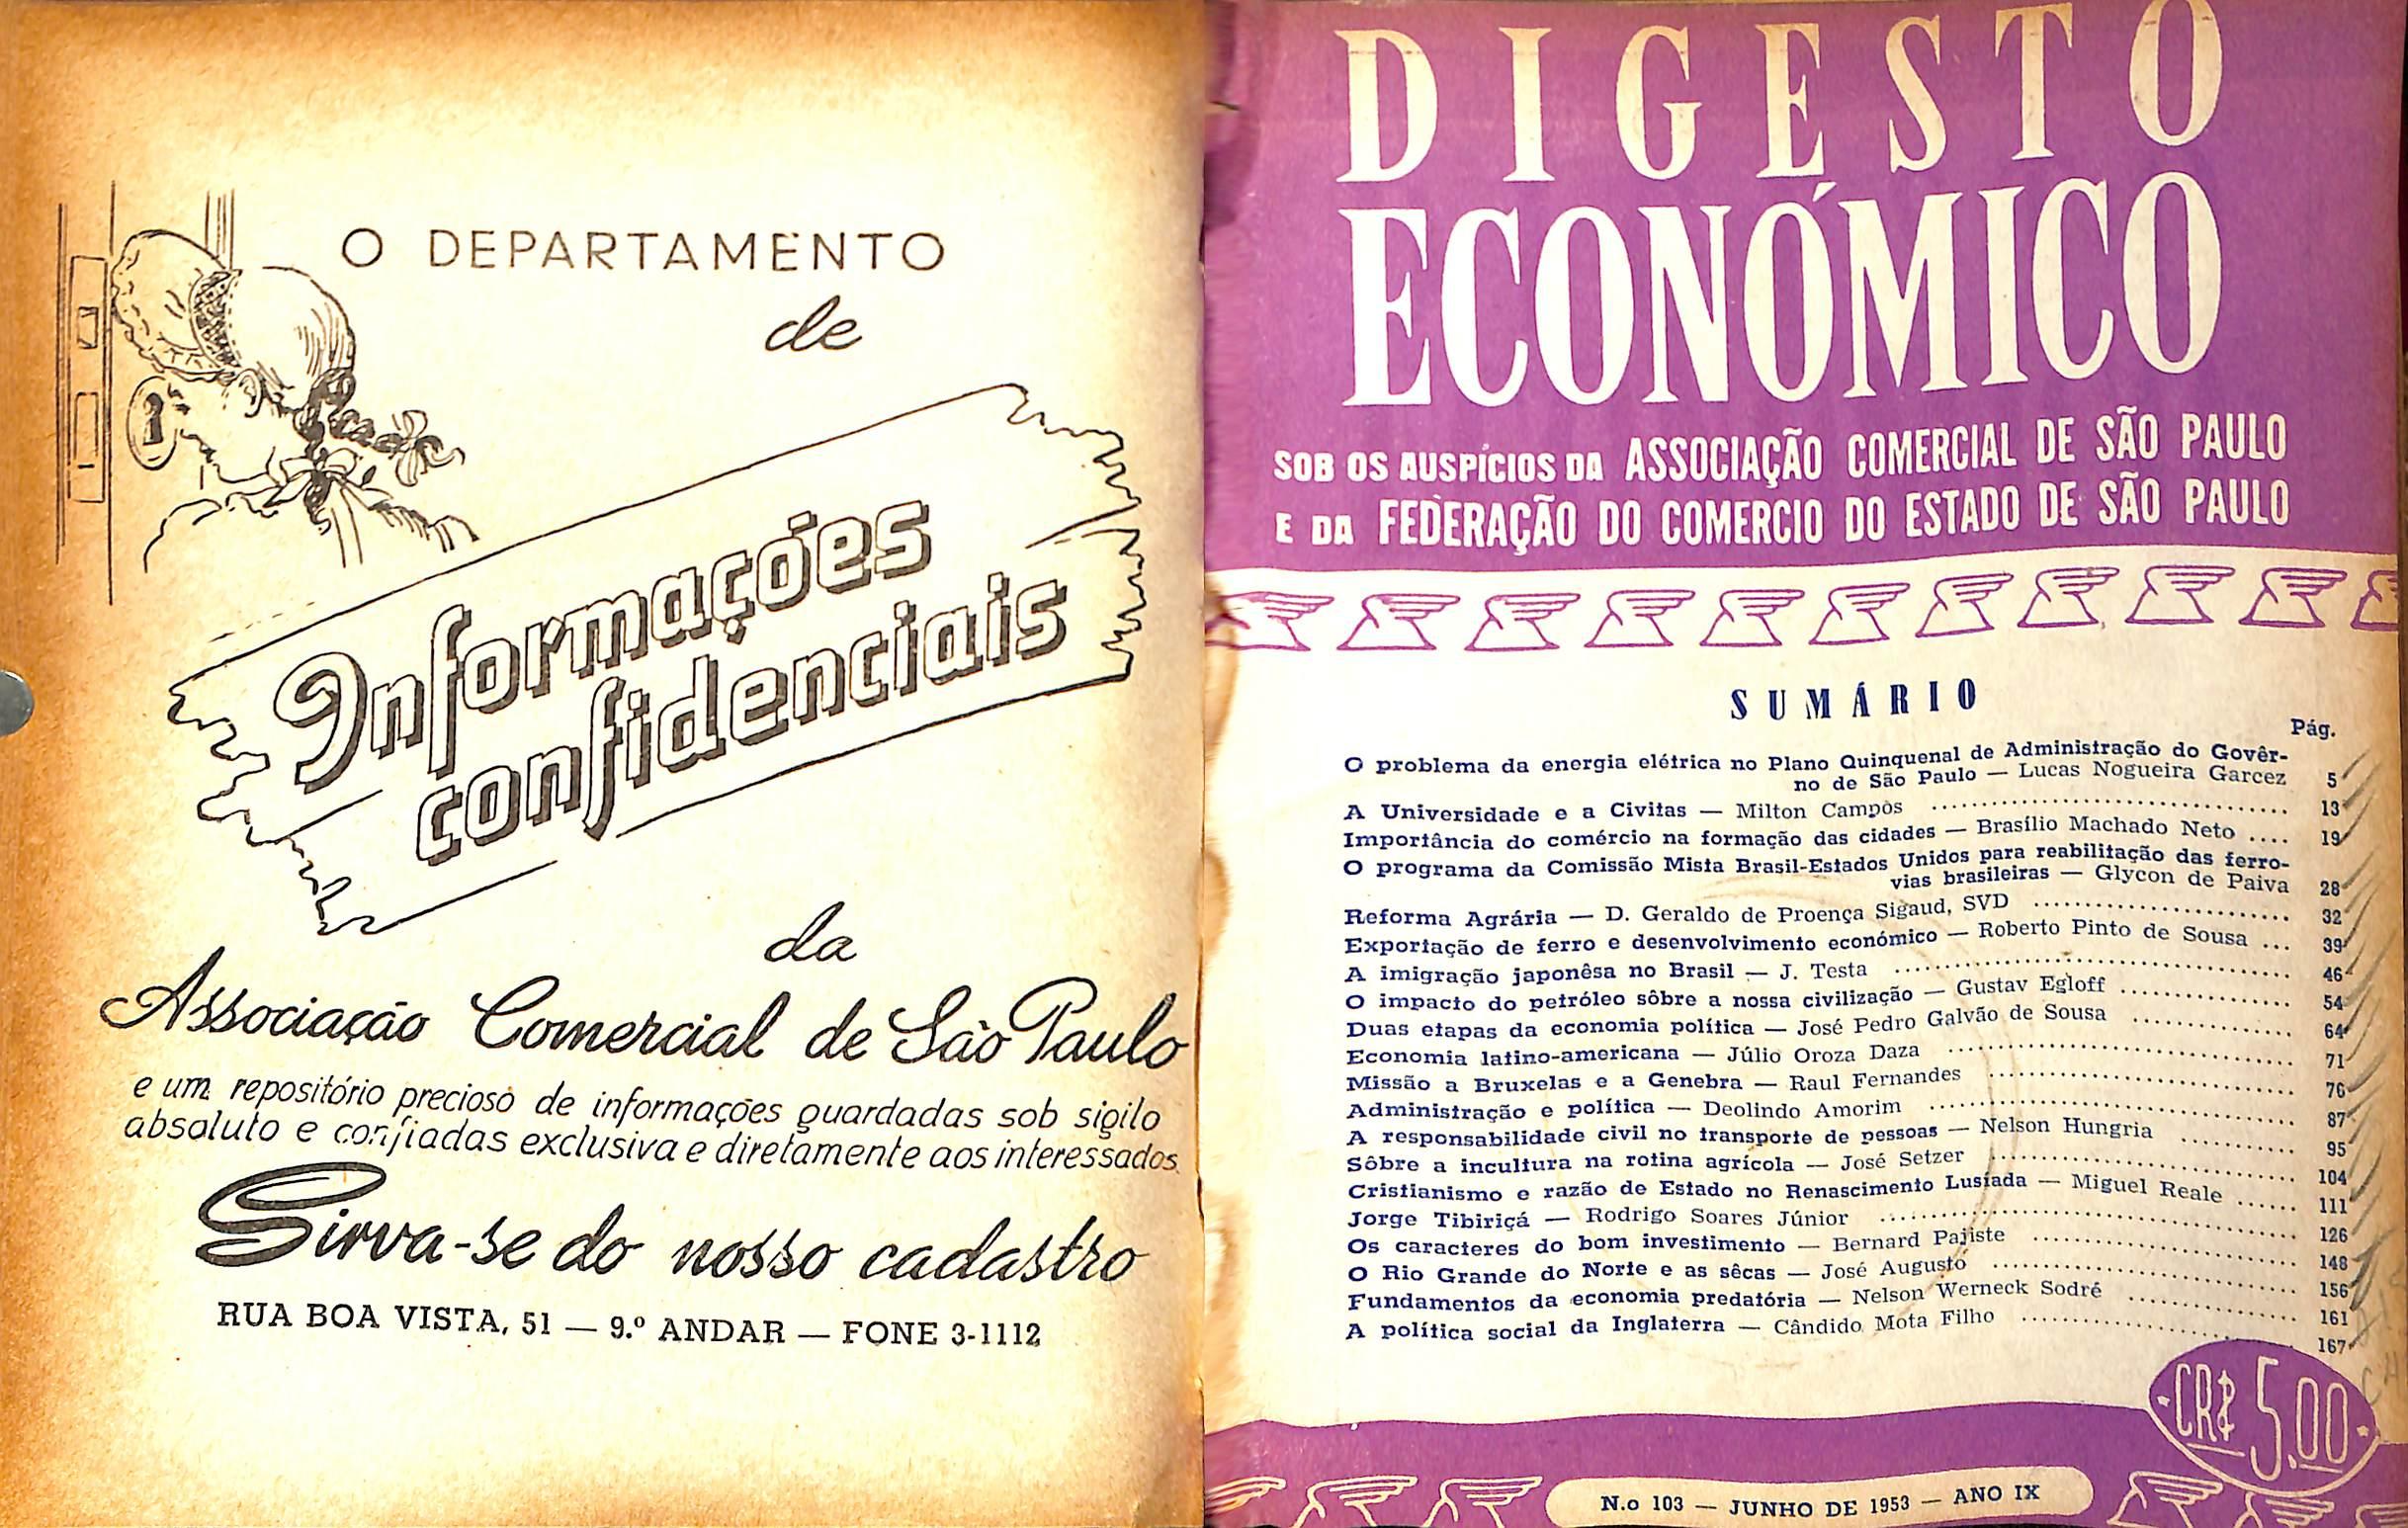 O DEPARTAMENTO
de
Informações
confidenciais
da
Associação Comercial de São Paulo
e um repositório precioso de informações guardadas sob sigilo
absoluto e confiadas exclusiva e diretamente aos interessados.
Sirva-se do nosso cadastro
RUA BOA VISTA, 51 — 9.º ANDAR — FONE 3-1112
DIGESTO
ECONÓMICO
SOB OS AUSPÍCIOS DA ASSOCIAÇÃO COMERCIAL DE SÃO PAULO
E DA FEDERAÇÃO DO COMERCIO DO ESTADO DE SÃO PAULO
SUMÁRIO
Pág.
O problema da energia elétrica no Plano Quinquenal de Administração do Govêr-
no de São Paulo — Lucas Nogueira Garcez 5
A Universidade e a Civitas — Milton Campos 13
Importância do comércio na formação das cidades — Brasílio Machado Neto .... 19
O programa da Comissão Mista Brasil-Estados Unidos para reabilitação das ferro-
vias brasileiras — Glycon de Paiva 28
Reforma Agrária — D. Geraldo de Proença Sigaud, SVD 32
Exportação de ferro e desenvolvimento económico — Roberto Pinto de Sousa ... 39
A imigração japonêsa no Brasil — J. Testa 46
O impacto do petróleo sôbre a nossa civilização — Gustav Egloff 54
Duas etapas da economia política — José Pedro Galvão de Sousa 64
Economia latino-americana — Júlio Oroza Daza 71
Missão a Bruxelas e a Genebra — Raul Fernandes 76
Administração e política — Deolindo Amorim 87
A responsabilidade civil no transporte de pessoas — Nelson Hungria 95
Sôbre a incultura na rotina agrícola — José Setzer 104
Cristianismo e razão de Estado no Renascimento Lusíada — Miguel Reale ...... 111
Jorge Tibiriçá — Rodrigo Soares Júnior 126
Os caracteres do bom investimento — Bernard Pajiste 148
O Rio Grande do Norte e as sêcas — José Augusto 156
Fundamentos da economia predatória — Nelson Werneck Sodré 161
A política social da Inglaterra — Cândido Mota Filho 167
CR$ 5,00
N.o 103 — JUNHO DE 1953 — ANO IX